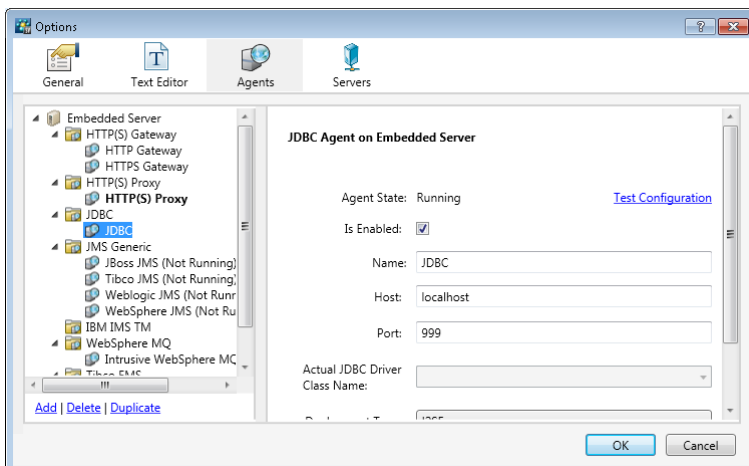 Options
General Text Editor Agents Servers
Embedded Server
HTTP(S) Gateway
HTTP Gateway
HTTPS Gateway
HTTP(S) Proxy
HTTP(S) Proxy
JDBC
JDBC
JMS Generic
JBoss JMS (Not Running)
Tibco JMS (Not Running)
Weblogic JMS (Not Runr
WebSphere JMS (Not Ru
IBM IMS TM
WebSphere MQ
Intrusive WebSphere MQ
Tibco EMS
Add | Delete | Duplicate
JDBC Agent on Embedded Server
Agent State: Running Test Configuration
Is Enabled:
Name: JDBC
Host: localhost
Port: 999
Actual JDBC Driver
Class Name:
OK Cancel